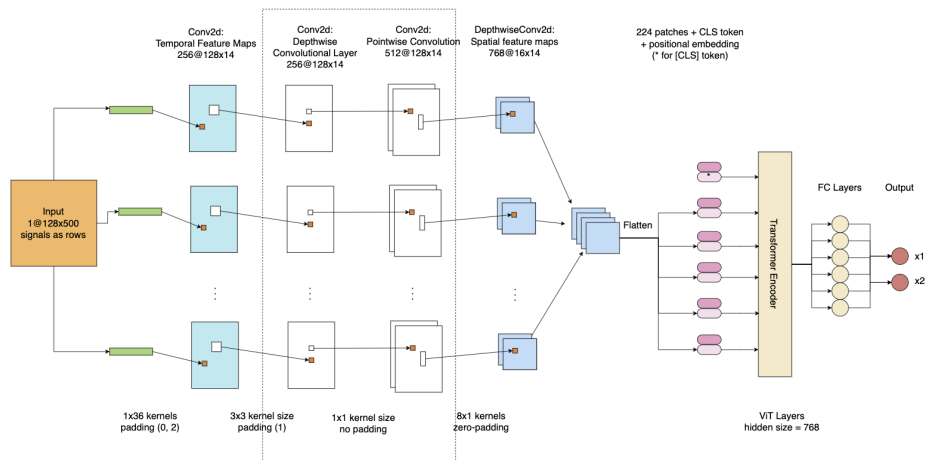 Conv2d:
Temporal Feature Maps
256@128x14
Conv2d:
Depthwise
Convolutional Layer
256@128x14
Conv2d:
Pointwise Convolution
512@128x14
DepthwiseConv2d:
Spatial feature maps
768@16x14
224 patches + CLS token
+ positional embedding
(* for [CLS] token)
Input
1@128x500
signals as rows
*
Flatten
Transformer Encoder
FC Layers
Output
x1
x2
1x36 kernels
padding (0, 2)
3x3 kernel size
padding (1)
1x1 kernel size
no padding
8x1 kernels
zero-padding
ViT Layers
hidden size = 768